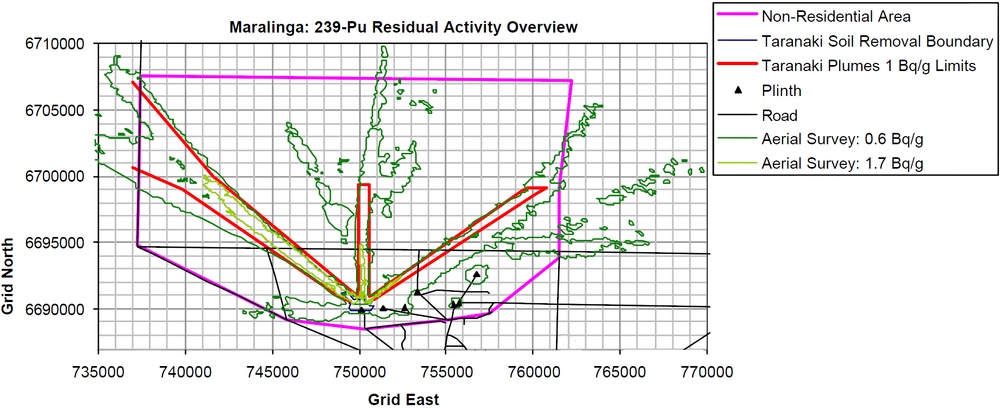 Maralinga: 239-Pu Residual Activity Overview
Non-Residential Area
Taranaki Soil Removal Boundary
Taranaki Plumes 1 Bq/g Limits
Plinth
Road
Aerial Survey: 0.6 Bq/g
Aerial Survey: 1.7 Bq/g
Grid North
6710000
6705000
6700000
6695000
6690000
735000 740000 745000 750000 755000 760000 765000 770000
Grid East